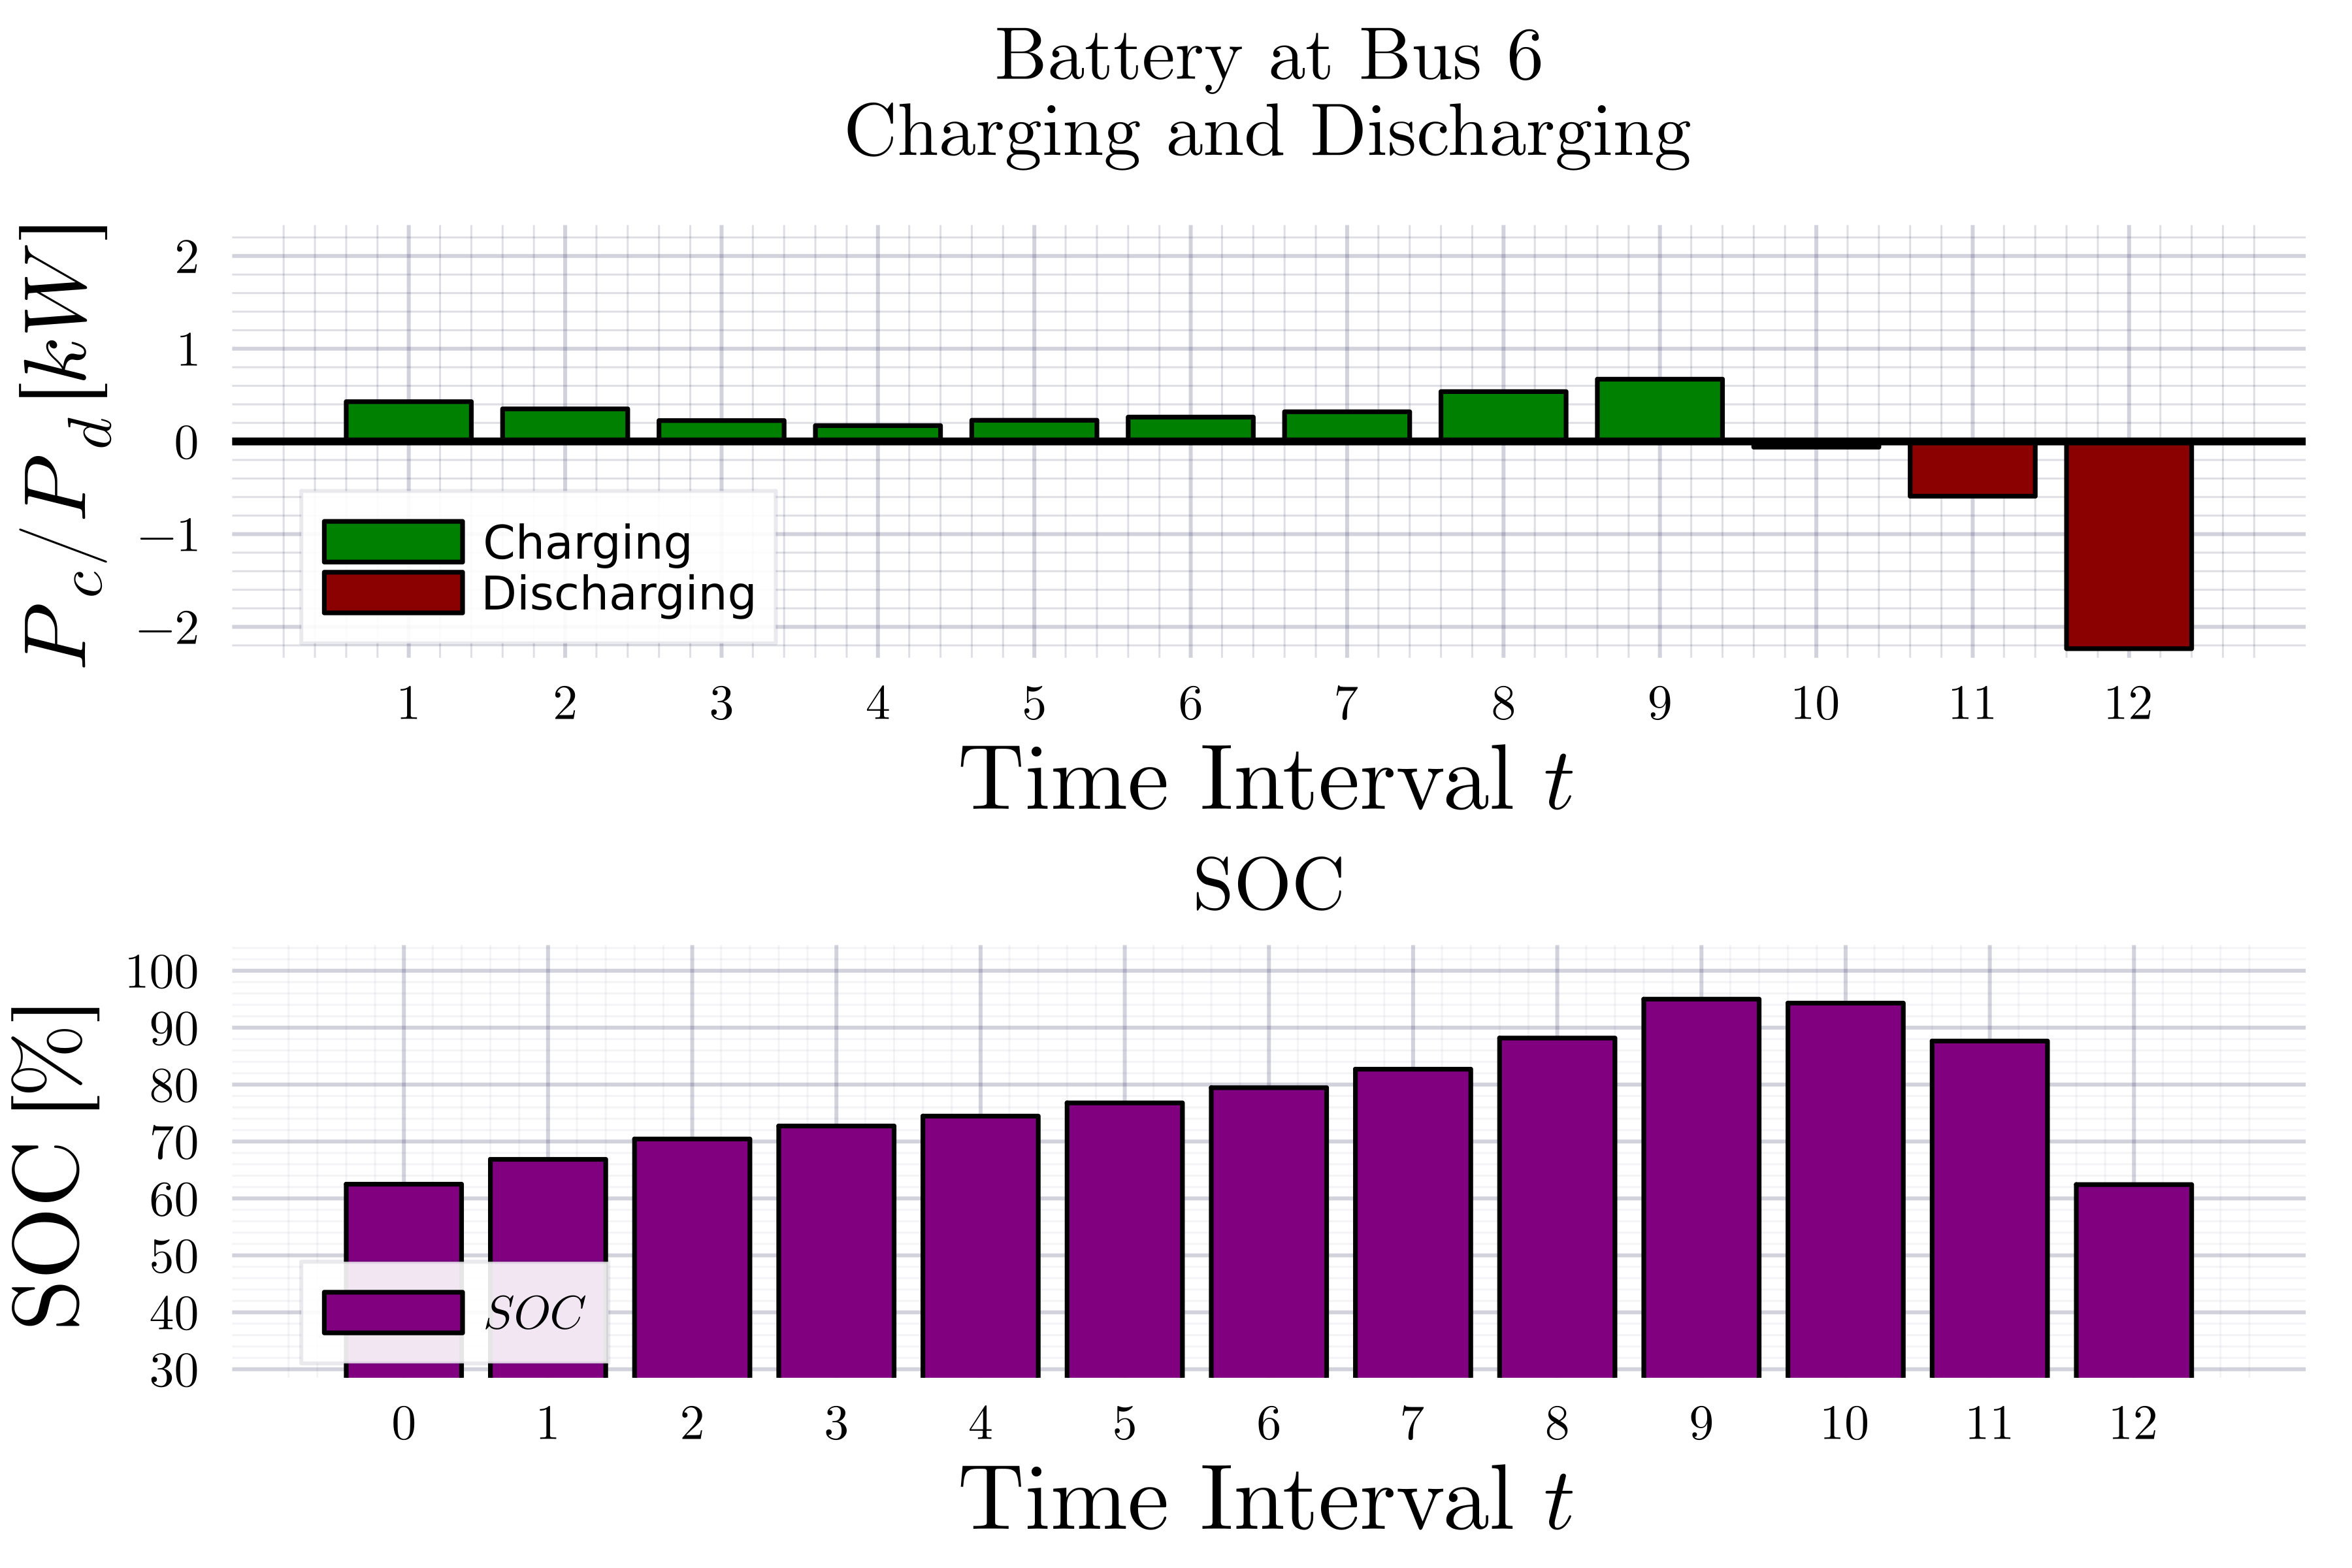 Battery at Bus 6
Charging and Discharging
P_c/P_d [kW]
2
1
0
−1
−2
Charging
Discharging
1 2 3 4 5 6 7 8 9 10 11 12
Time Interval t
SOC
SOC [%]
100
90
80
70
60
50
40
30
SOC
0 1 2 3 4 5 6 7 8 9 10 11 12
Time Interval t